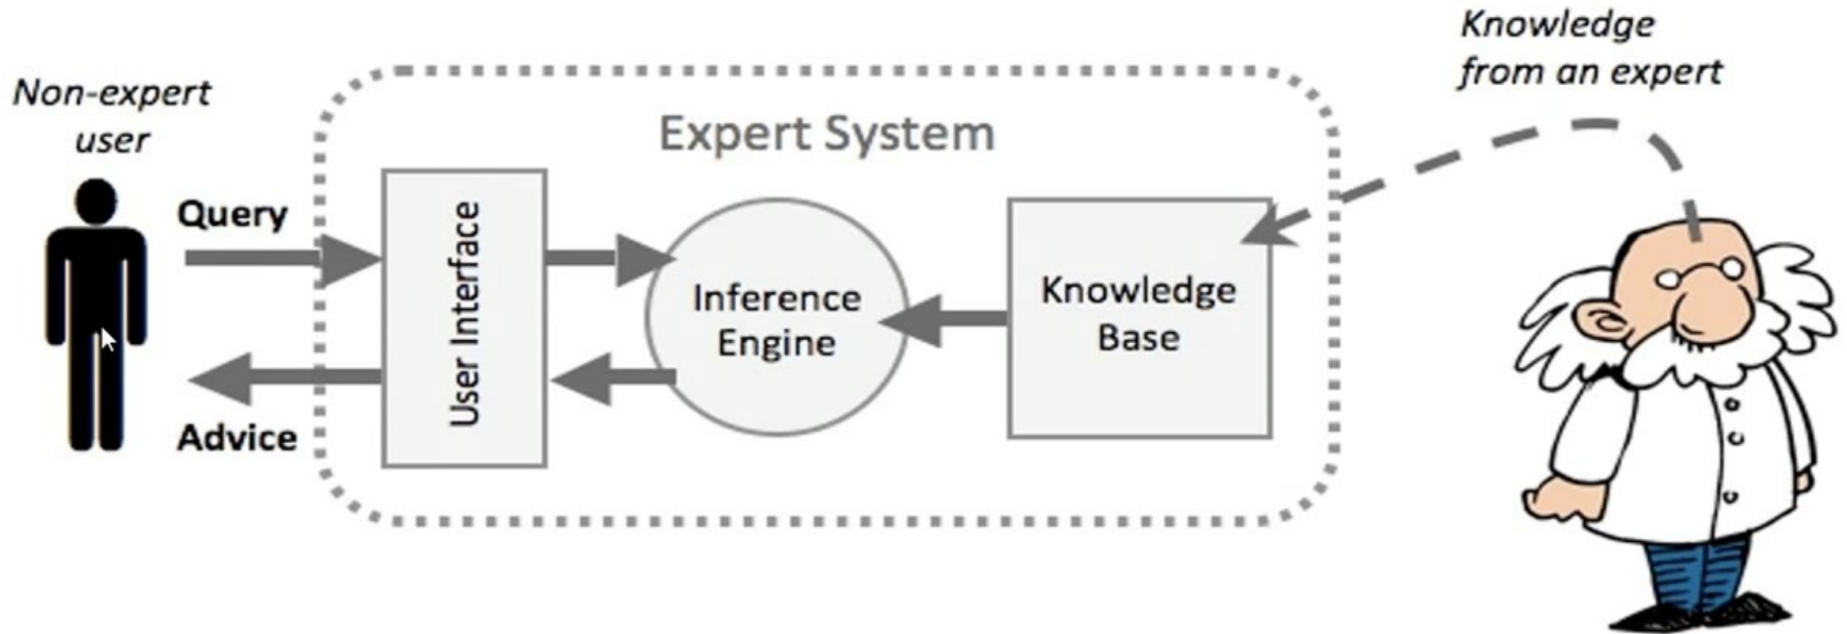 Non-expert
user
Query
Advice
Expert System
User Interface
Inference
Engine
Knowledge
Base
Knowledge
from an expert